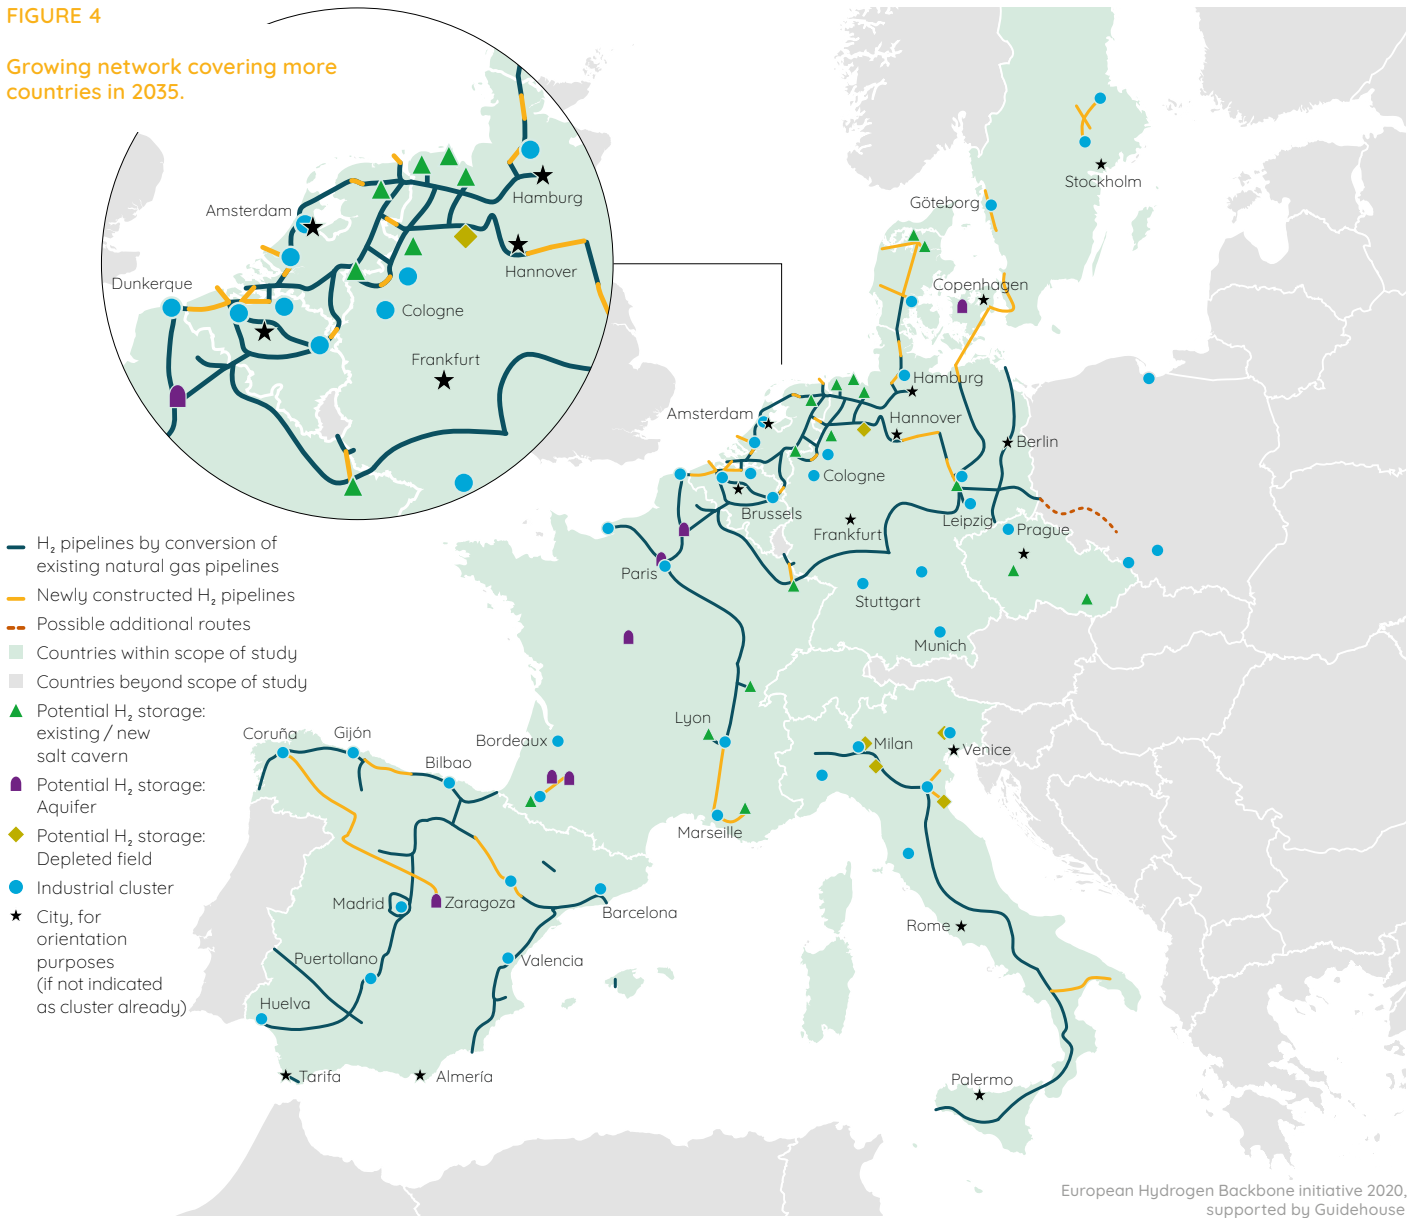 FIGURE 4
Growing network covering more
countries in 2035.
Amsterdam
Hamburg
Hannover
Dunkerque
Cologne
Frankfurt
H₂ pipelines by conversion of
existing natural gas pipelines
Newly constructed H₂ pipelines
Possible additional routes
Countries within scope of study
Countries beyond scope of study
Potential H₂ storage:
existing / new
salt cavern
Potential H₂ storage:
Aquifer
Potential H₂ storage:
Depleted field
Industrial cluster
City, for
orientation
purposes
(if not indicated
as cluster already)
Stockholm
Göteborg
Copenhagen
Hamburg
Amsterdam
Hannover
Berlin
Cologne
Brussels
Leipzig
Prague
Frankfurt
Paris
Stuttgart
Munich
Lyon
Coruña
Gijón
Bordeaux
Milan
Venice
Bilbao
Marseille
Madrid
Zaragoza
Barcelona
Rome
Puertollano
Valencia
Huelva
Tarifa
Almería
Palermo
European Hydrogen Backbone initiative 2020,
supported by Guidehouse